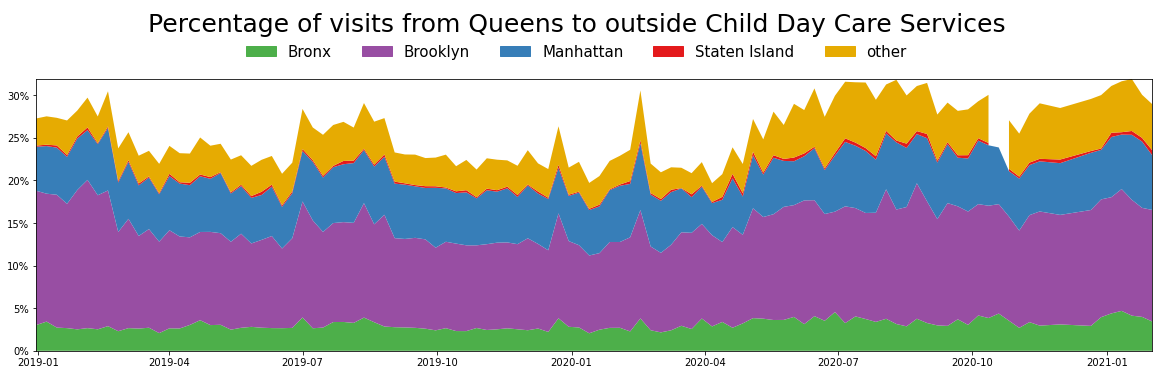 Percentage of visits from Queens to outside Child Day Care Services
Bronx Brooklyn Manhattan Staten Island other
30%
25%
20%
15%
10%
5%
0%
2019-01 2019-04 2019-07 2019-10 2020-01 2020-04 2020-07 2020-10 2021-01